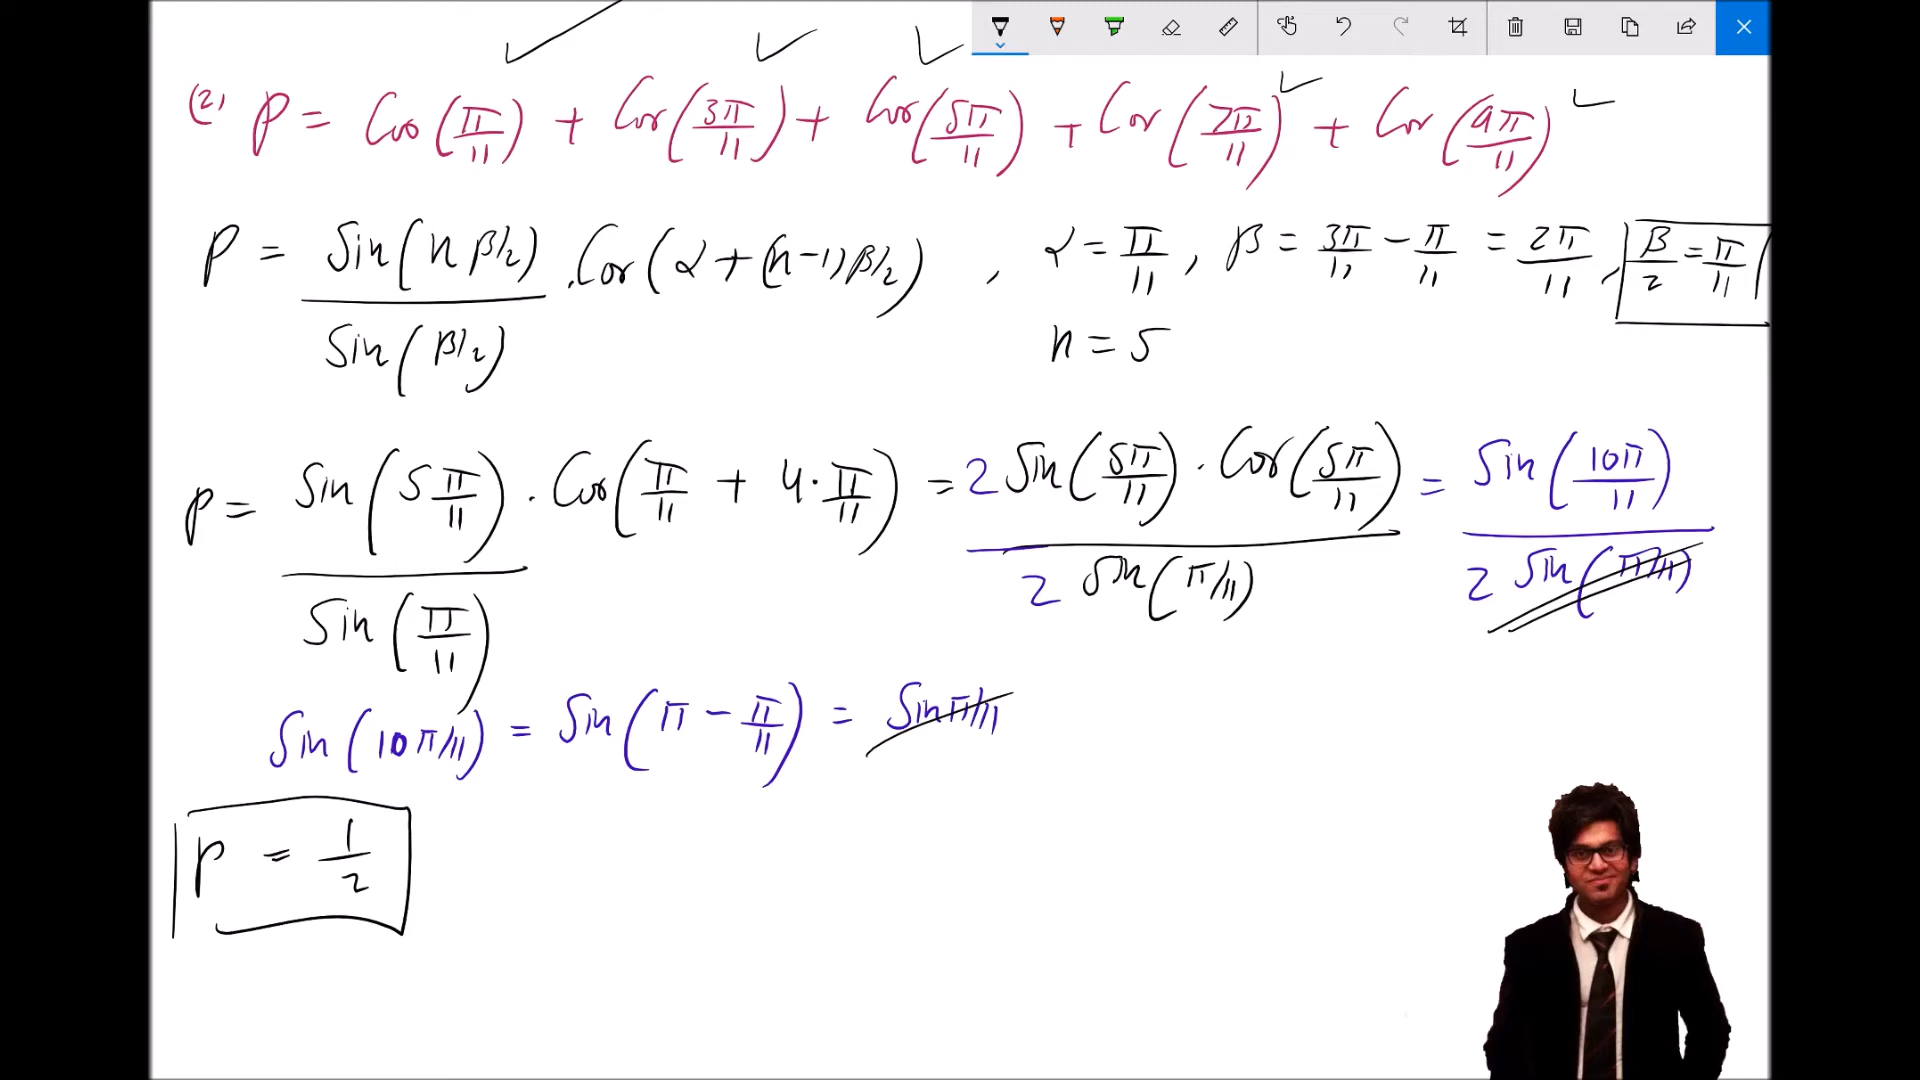 (2) P = Cos(π/11) + Cos(3π/11) + Cos(5π/11) + Cos(7π/11) + Cos(9π/11)
P = Sin(n β/2) / Sin(β/2) . Cos(α + (n-1)β/2) , α = π/11 , β = 3π/11 - π/11 = 2π/11 , β/2 = π/11
n = 5
P = Sin(5 π/11) / Sin(π/11) . Cos(π/11 + 4 . π/11) = 2 Sin(5π/11) . Cos(5π/11) / 2 Sin(π/11) = Sin(10π/11) / 2 Sin(π/11)
Sin(10π/11) = Sin(π - π/11) = Sin π/11
P = 1/2